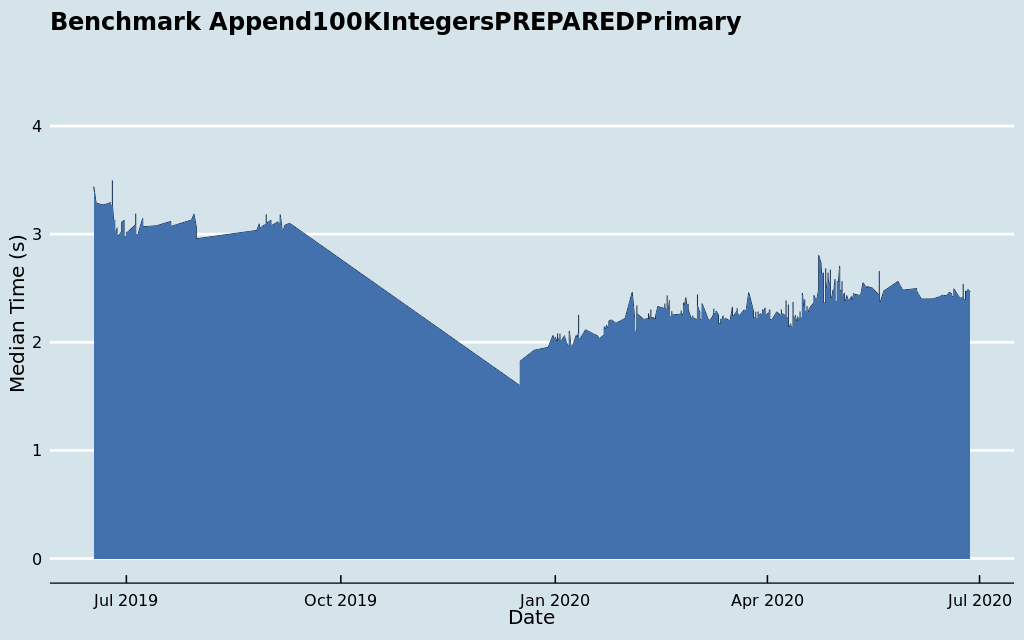 Benchmark Append100KIntegersPREPAREDPrimary
4
3
2
1
0
Median Time (s)
Jul 2019
Oct 2019
Jan 2020
Apr 2020
Jul 2020
Date